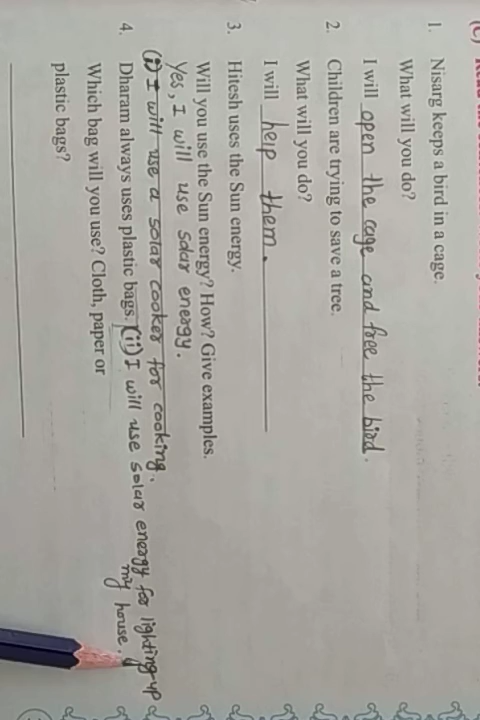 1. Nisarg keeps a bird in a cage.
What will you do?
I will open the cage and free the bird.
2. Children are trying to save a tree.
What will you do?
I will help them.
3. Hitesh uses the Sun energy.
Will you use the Sun energy? How? Give examples.
Yes, I will use solar energy.
(i) I will use a solar cooker for cooking.
4. Dharam always uses plastic bags. (ii) I will use solar energy for lighting up
my house.
Which bag will you use? Cloth, paper or
plastic bags?